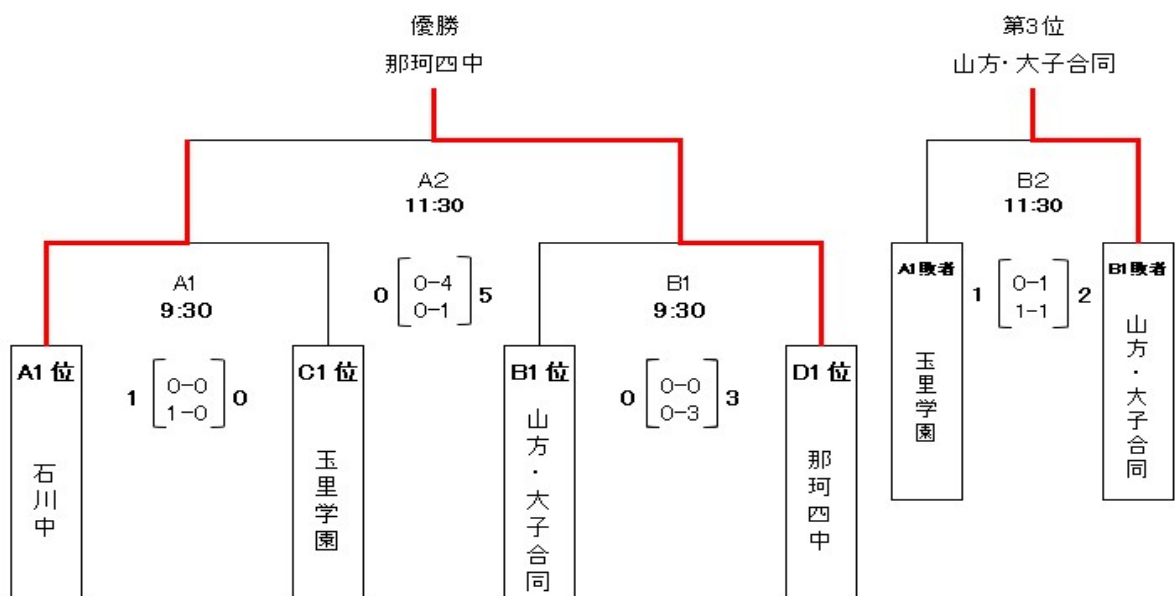 優勝
那珂四中
A2
11:30
0 0-4 5
0-1
A1
9:30
1 0-0 0
1-0
B1
9:30
0 0-0 3
0-3
A1位
石川中
C1位
玉里学園
B1位
山方・大子合同
D1位
那珂四中
第3位
山方・大子合同
B2
11:30
1 0-1 2
1-1
A1敗者
玉里学園
B1敗者
山方・大子合同